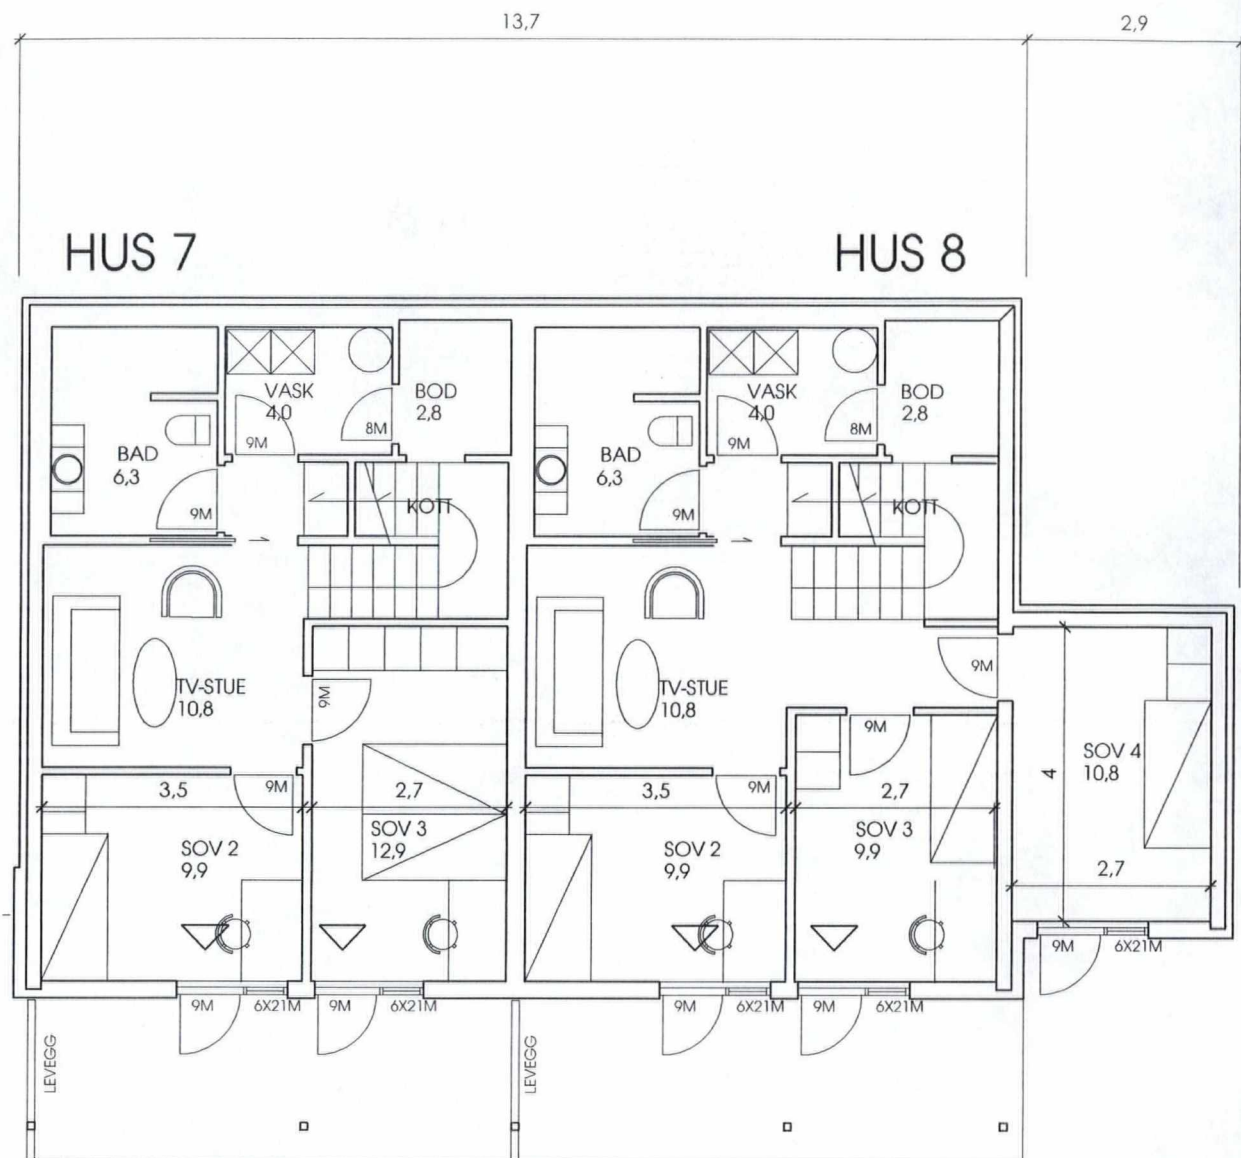 13,7
2,9
HUS 7
HUS 8
VASK
4,0
BOD
2,8
VASK
4,0
BOD
2,8
9M
8M
9M
8M
BAD
6,3
BAD
6,3
KOTT
KOTT
9M
9M
TV-STUE
10,8
9M
TV-STUE
10,8
9M
9M
SOV 4
10,8
4
2,7
3,5
9M
2,7
3,5
9M
2,7
SOV 2
9,9
SOV 3
12,9
SOV 2
9,9
SOV 3
9,9
9M
6X21M
9M
6X21M
9M
6X21M
9M
6X21M
9M
6X21M
LEVEGG
LEVEGG